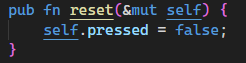 pub fn reset(&mut self) {
    self.pressed = false;
}